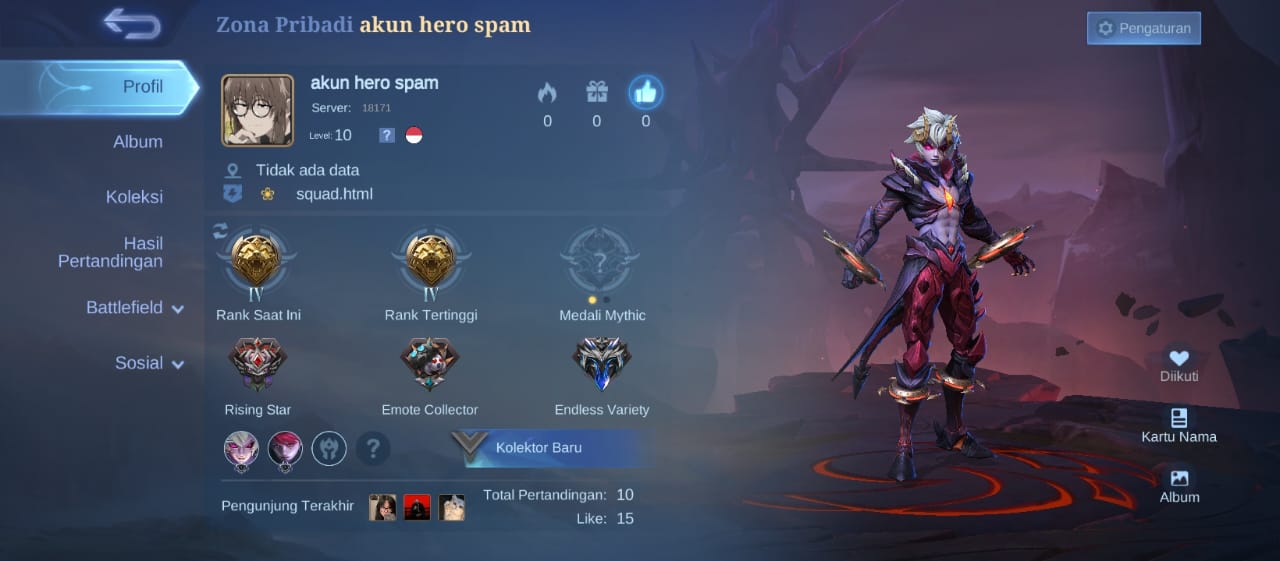 Zona Pribadi akun hero spam
Pengaturan
Profil
Album
Koleksi
Hasil
Pertandingan
Battlefield
Sosial
akun hero spam
Server: 18171
Level: 10 ?
0 0 0
Tidak ada data
squad.html
IV IV ?
Rank Saat Ini Rank Tertinggi Medali Mythic
Rising Star Emote Collector Endless Variety
? Kolektor Baru
Pengunjung Terakhir
Total Pertandingan: 10
Like: 15
Diikuti
Kartu Nama
Album